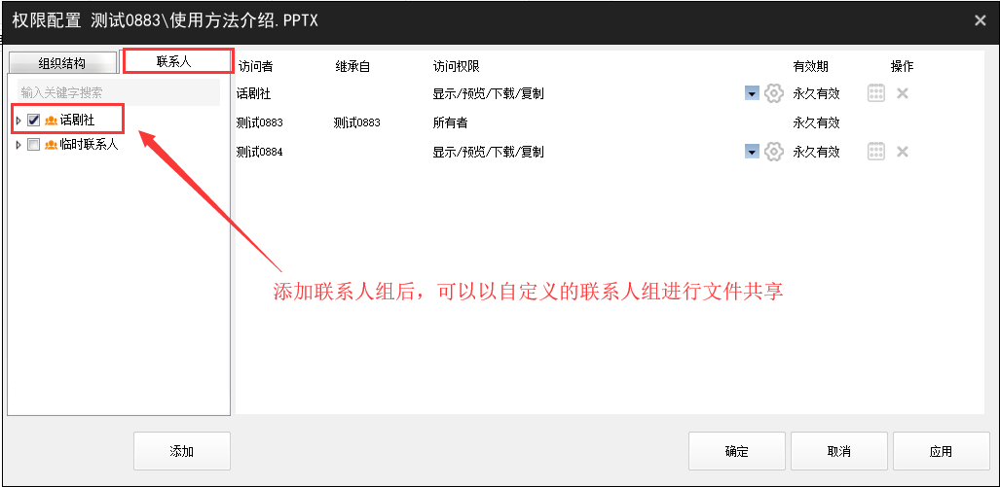 权限配置 测试0883\使用方法介绍.PPTX
组织结构 联系人
输入关键字搜索
话剧社
临时联系人
访问者 继承自 访问权限 有效期 操作
话剧社 显示/预览/下载/复制 永久有效
测试0883 测试0883 所有者 永久有效
测试0884 显示/预览/下载/复制 永久有效
添加联系人组后，可以以自定义的联系人组进行文件共享
添加 确定 取消 应用